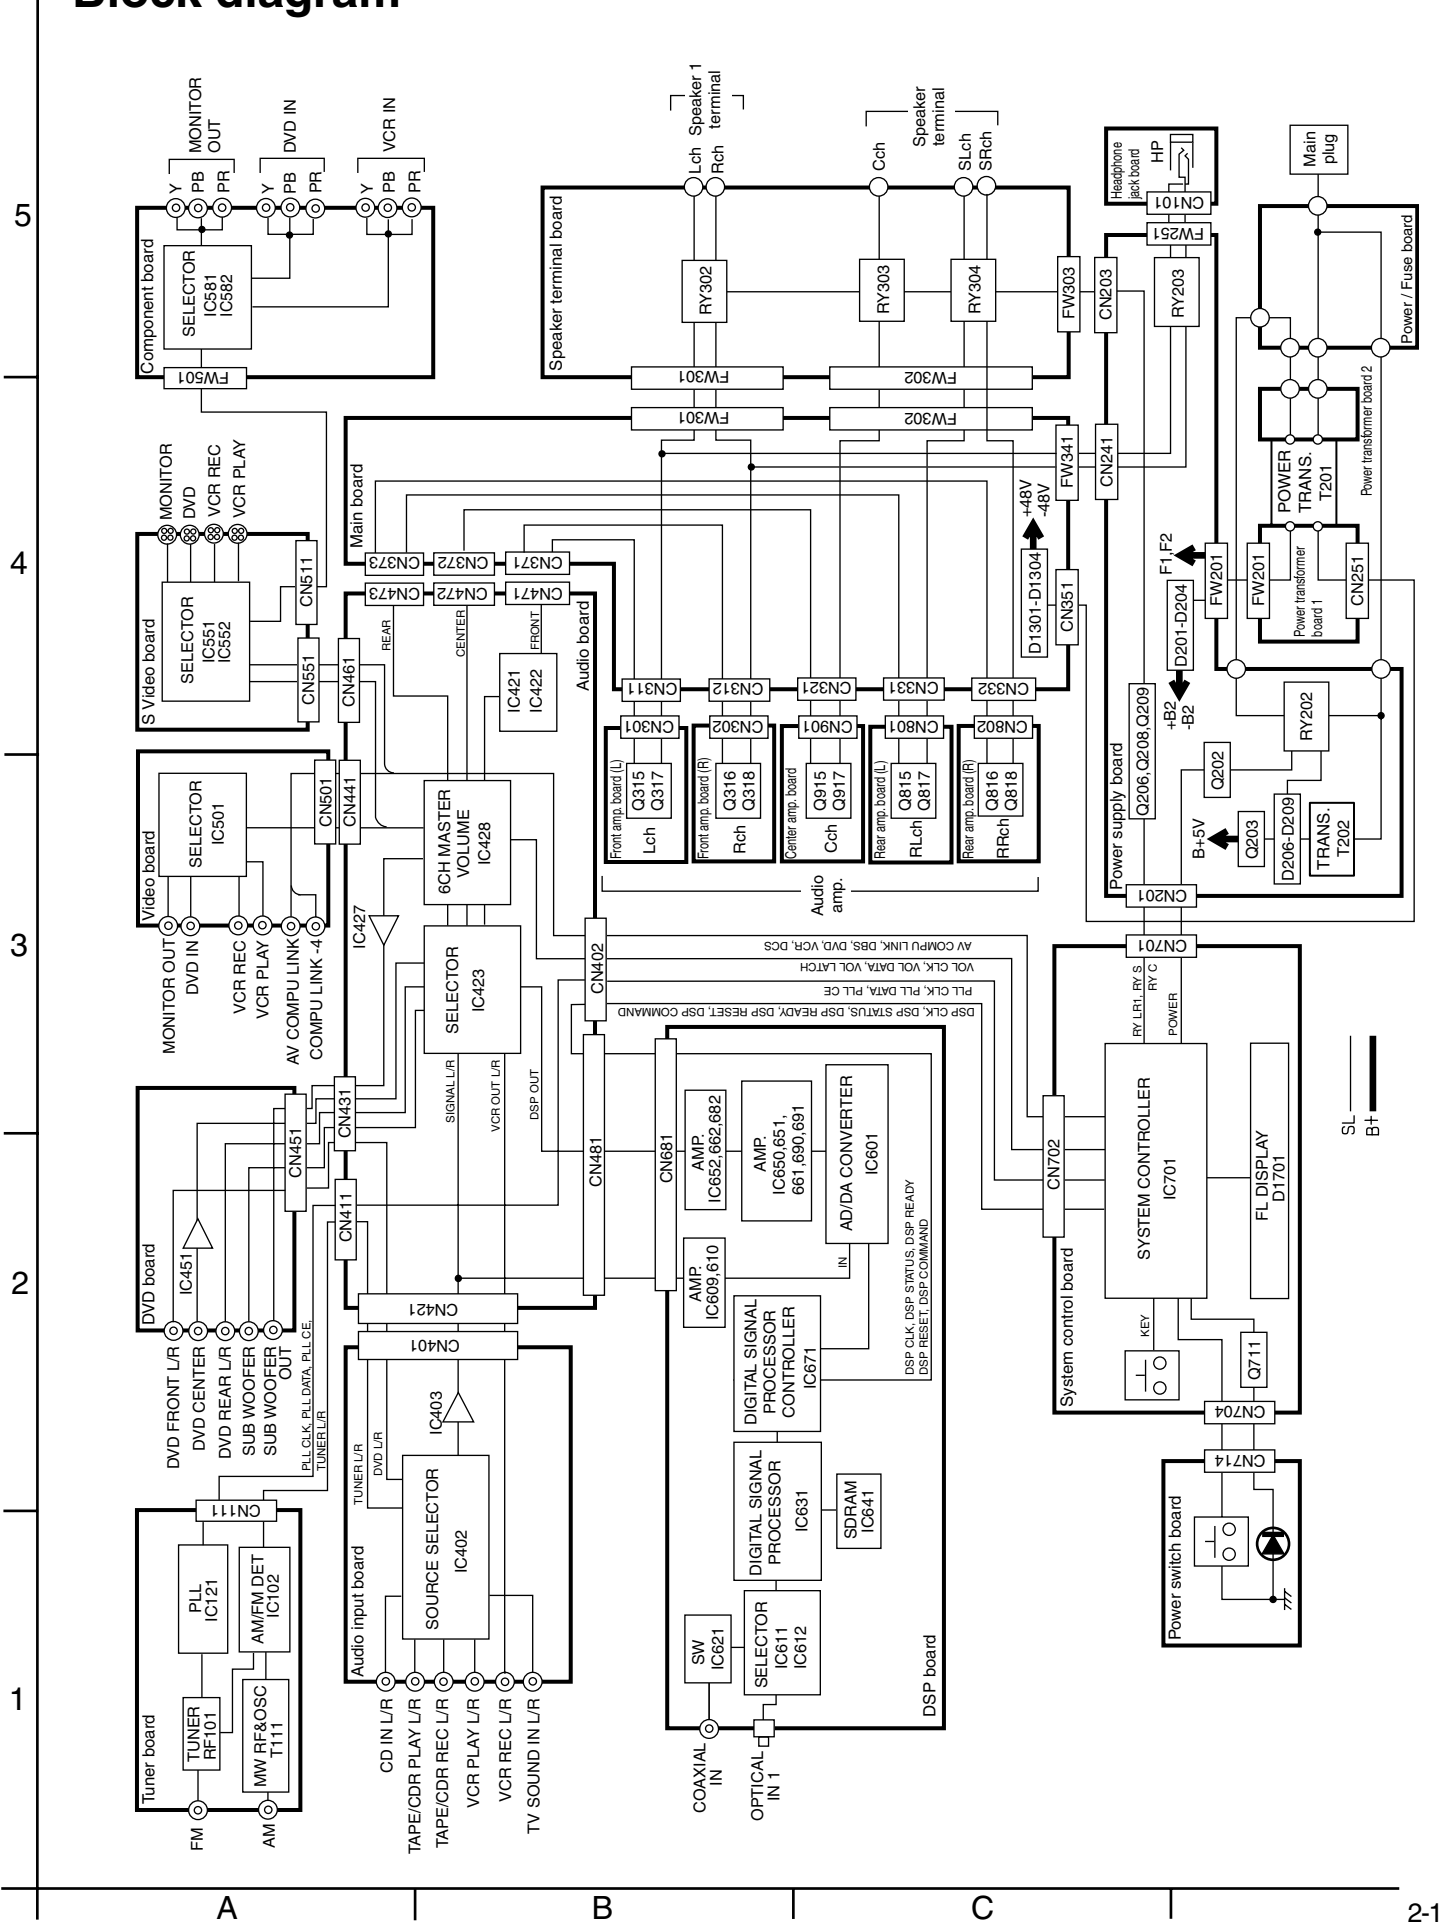 Block diagram
5
4
3
2
1
A
B
C
2-1
Component board
SELECTOR
IC581
IC582
FW501
Y
PB
PR
MONITOR
OUT
Y
PB
PR
DVD IN
Y
PB
PR
VCR IN
S Video board
SELECTOR
IC551
IC552
MONITOR
DVD
VCR REC
VCR PLAY
CN511
CN551
CN461
Video board
SELECTOR
IC501
CN501
CN441
MONITOR OUT
DVD IN
VCR REC
VCR PLAY
AV COMPU LINK
COMPU LINK -4
DVD board
IC451
CN451
CN431
DVD FRONT L/R
DVD CENTER
DVD REAR L/R
SUB WOOFER
SUB WOOFER
OUT
PLL CLK, PLL DATA, PLL CE,
TUNER L/R
CN411
Tuner board
CN111
PLL
IC121
AM/FM DET
IC102
TUNER
RF101
MW RF&OSC
T111
FM
AM
Audio input board
SOURCE SELECTOR
IC402
IC403
TUNER L/R
DVD L/R
CN401
CN421
CD IN L/R
TAPE/CDR PLAY L/R
TAPE/CDR REC L/R
VCR PLAY L/R
VCR REC L/R
TV SOUND IN L/R
Audio board
CN473
CN472
CN471
REAR
CENTER
FRONT
IC421
IC422
6CH MASTER
VOLUME
IC428
IC427
SELECTOR
IC423
SIGNAL L/R
VCR OUT L/R
DSP OUT
CN402
CN481
AV COMPU LINK, DBS, DVD, VCR, DCS
VOL CLK, VOL DATA, VOL LATCH
PLL CLK, PLL DATA, PLL CE
DSP CLK, DSP STATUS, DSP READY, DSP RESET, DSP COMMAND
Main board
CN373
CN372
CN371
FW301
FW302
CN311
CN312
CN321
CN331
CN332
FW341
CN351
D1301-D1304
+48V
-48V
Speaker terminal board
RY302
RY303
RY304
FW301
FW302
FW303
Lch
Rch
Speaker 1
terminal
Cch
SLch
SRch
Speaker
terminal
Front amp. board (L)
CN301
Q315
Q317
Lch
Front amp. board (R)
CN302
Q316
Q318
Rch
Center amp. board
CN901
Q915
Q917
Cch
Rear amp. board (L)
CN801
Q815
Q817
RLch
Rear amp. board (R)
CN802
Q816
Q818
RRch
Audio
amp.
DSP board
CN681
AMP.
IC652,662,682
AMP.
IC650,651,
661,690,691
AD/DA CONVERTER
IC601
AMP.
IC609,610
IN
DIGITAL SIGNAL
PROCESSOR
CONTROLLER
IC671
DSP CLK, DSP STATUS, DSP READY
DSP RESET, DSP COMMAND
DIGITAL SIGNAL
PROCESSOR
IC631
SDRAM
IC641
SW
IC621
SELECTOR
IC611
IC612
COAXIAL
IN
OPTICAL
IN 1
System control board
CN701
CN702
RY LR1, RY S
RY C
POWER
SYSTEM CONTROLLER
IC701
FL DISPLAY
D1701
KEY
Q711
CN704
Power switch board
CN714
SL
B+
Headphone
jack board
HP
CN101
FW251
RY203
CN203
CN241
Power supply board
Q206,Q208,Q209
CN201
Q202
RY202
Q203
B+5V
D206-D209
TRANS.
T202
D201-D204
+B2
-B2
F1,F2
FW201
FW201
Power transformer
board 1
CN251
POWER
TRANS.
T201
Power transformer board 2
Power / Fuse board
Main
plug